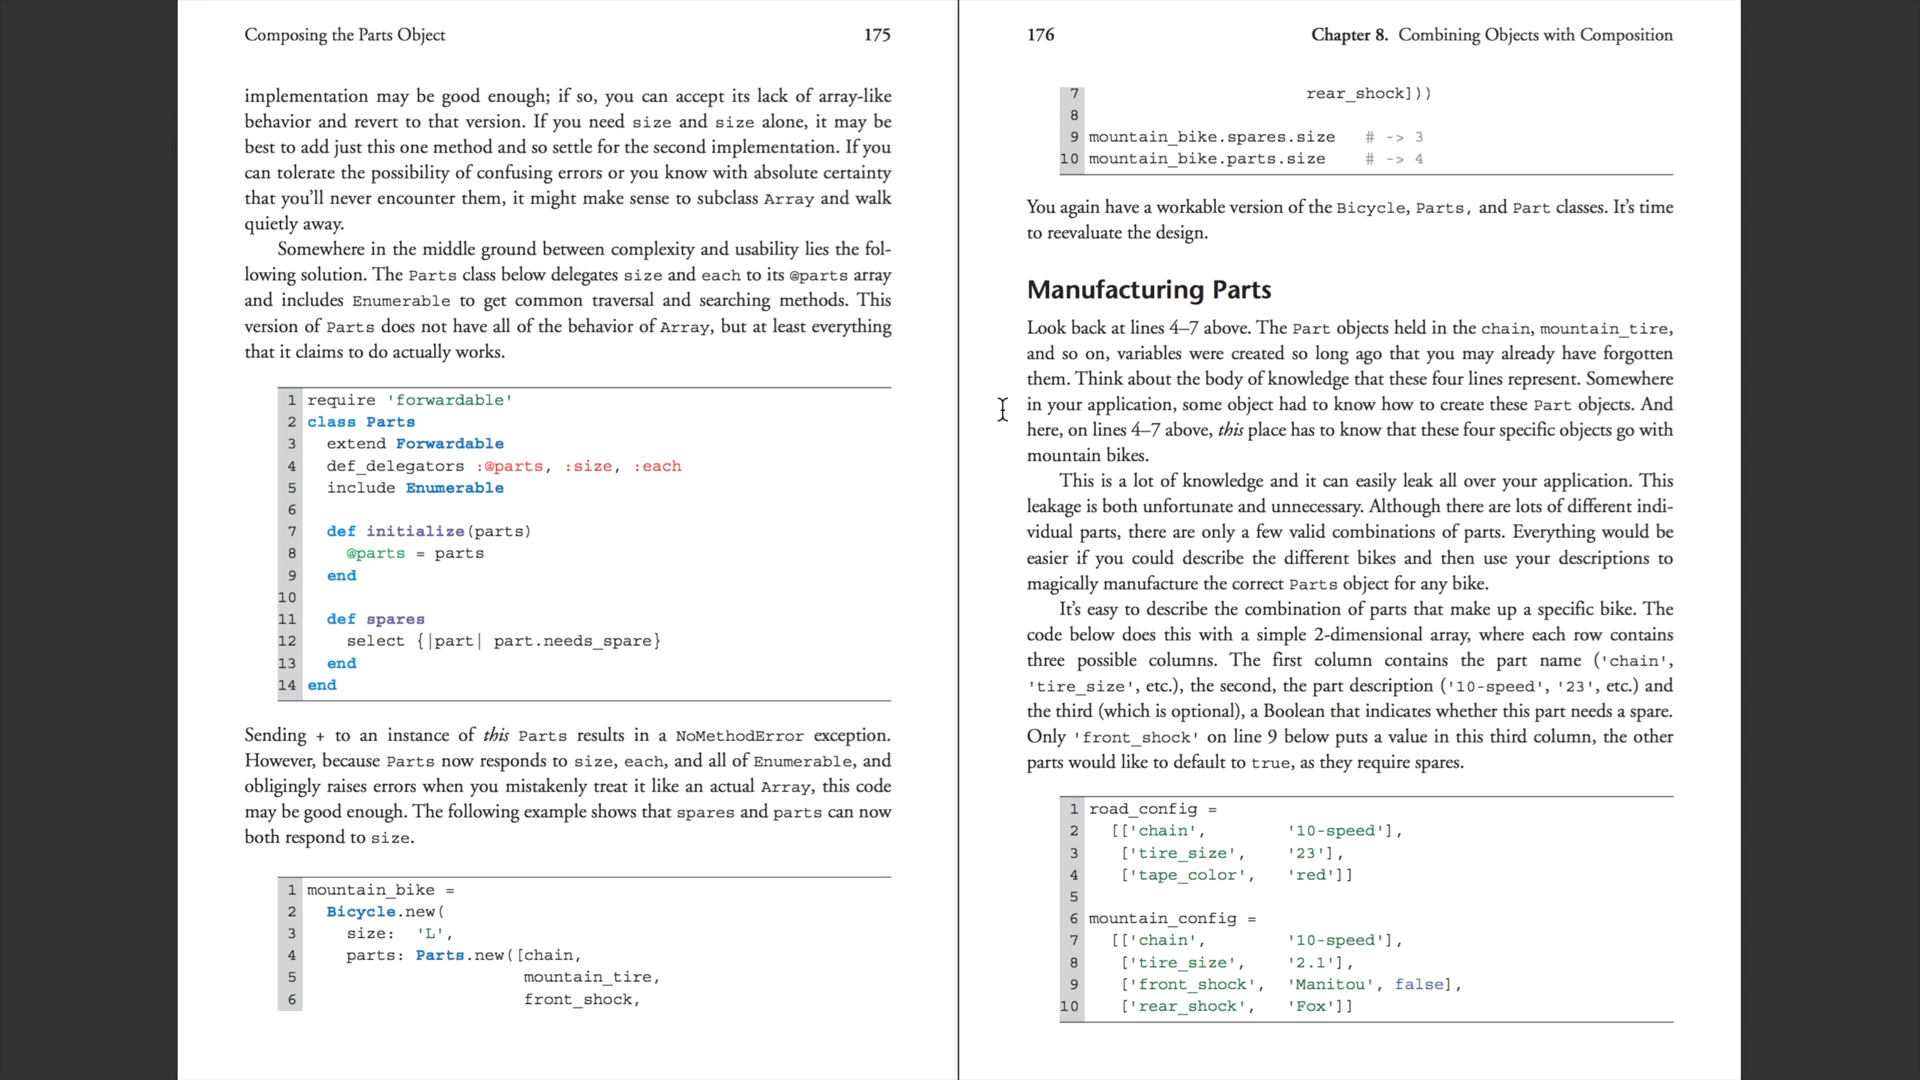 Composing the Parts Object 175
implementation may be good enough; if so, you can accept its lack of array-like
behavior and revert to that version. If you need size and size alone, it may be
best to add just this one method and so settle for the second implementation. If you
can tolerate the possibility of confusing errors or you know with absolute certainty
that you’ll never encounter them, it might make sense to subclass Array and walk
quietly away.
Somewhere in the middle ground between complexity and usability lies the fol-
lowing solution. The Parts class below delegates size and each to its @parts array
and includes Enumerable to get common traversal and searching methods. This
version of Parts does not have all of the behavior of Array, but at least everything
that it claims to do actually works.
1 require 'forwardable'
2 class Parts
3   extend Forwardable
4   def_delegators :@parts, :size, :each
5   include Enumerable
6
7   def initialize(parts)
8     @parts = parts
9   end
10
11   def spares
12     select {|part| part.needs_spare}
13   end
14 end
Sending + to an instance of this Parts results in a NoMethodError exception.
However, because Parts now responds to size, each, and all of Enumerable, and
obligingly raises errors when you mistakenly treat it like an actual Array, this code
may be good enough. The following example shows that spares and parts can now
both respond to size.
1 mountain_bike =
2   Bicycle.new(
3     size:  'L',
4     parts: Parts.new([chain,
5                       mountain_tire,
6                       front_shock,
176 Chapter 8. Combining Objects with Composition
7                       rear_shock]))
8
9 mountain_bike.spares.size   # -> 3
10 mountain_bike.parts.size    # -> 4
You again have a workable version of the Bicycle, Parts, and Part classes. It’s time
to reevaluate the design.
Manufacturing Parts
Look back at lines 4–7 above. The Part objects held in the chain, mountain_tire,
and so on, variables were created so long ago that you may already have forgotten
them. Think about the body of knowledge that these four lines represent. Somewhere
in your application, some object had to know how to create these Part objects. And
here, on lines 4–7 above, this place has to know that these four specific objects go with
mountain bikes.
This is a lot of knowledge and it can easily leak all over your application. This
leakage is both unfortunate and unnecessary. Although there are lots of different indi-
vidual parts, there are only a few valid combinations of parts. Everything would be
easier if you could describe the different bikes and then use your descriptions to
magically manufacture the correct Parts object for any bike.
It’s easy to describe the combination of parts that make up a specific bike. The
code below does this with a simple 2-dimensional array, where each row contains
three possible columns. The first column contains the part name ('chain',
'tire_size', etc.), the second, the part description ('10-speed', '23', etc.) and
the third (which is optional), a Boolean that indicates whether this part needs a spare.
Only 'front_shock' on line 9 below puts a value in this third column, the other
parts would like to default to true, as they require spares.
1 road_config =
2   [['chain',        '10-speed'],
3    ['tire_size',    '23'],
4    ['tape_color',   'red']]
5
6 mountain_config =
7   [['chain',        '10-speed'],
8    ['tire_size',    '2.1'],
9    ['front_shock',  'Manitou', false],
10    ['rear_shock',   'Fox']]